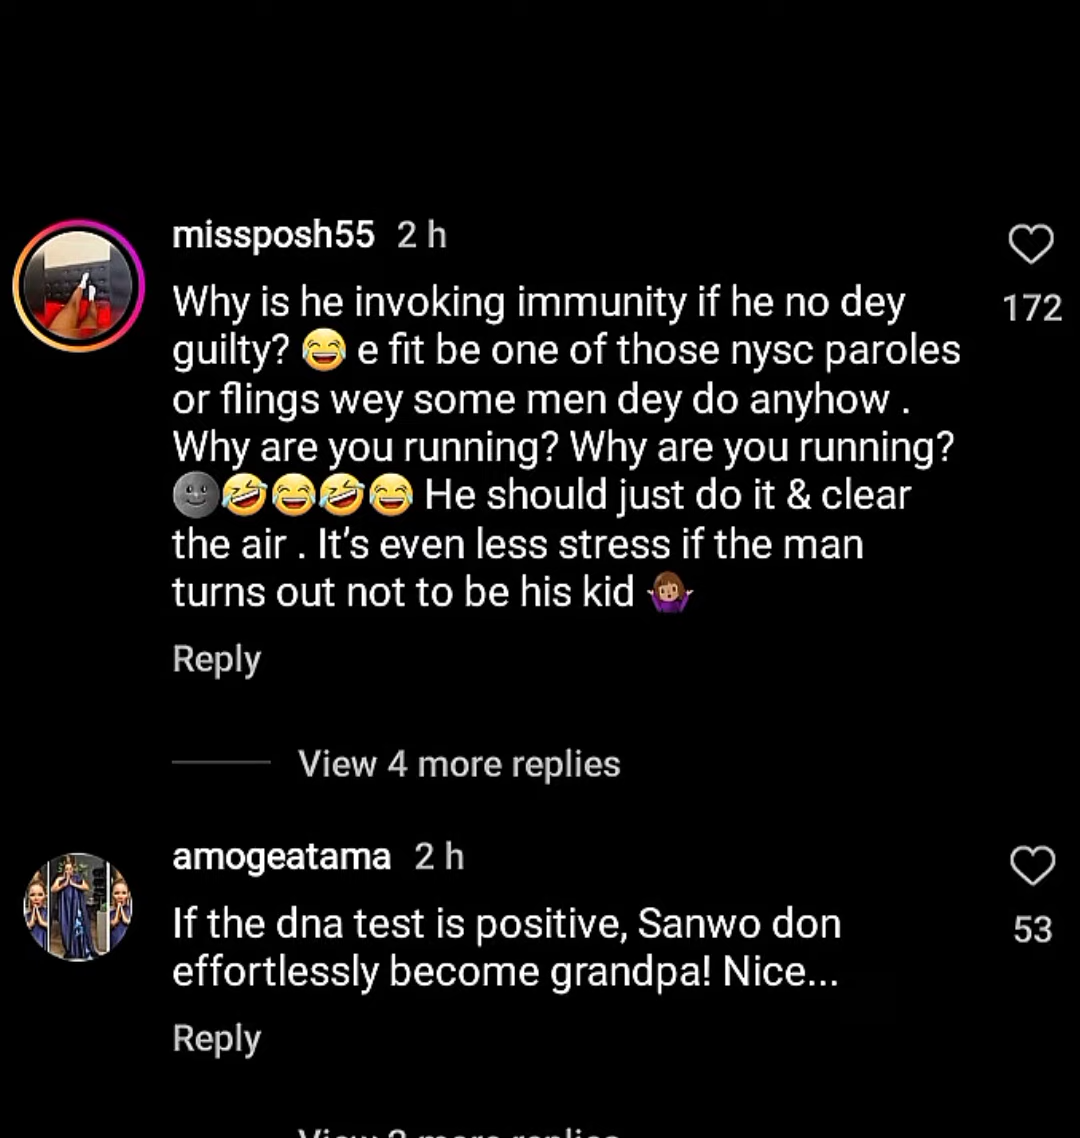 missposh55 2 h
Why is he invoking immunity if he no dey
172
guilty? 😂 e fit be one of those nysc paroles
or flings wey some men dey do anyhow .
Why are you running? Why are you running?
🌚🤣😂🤣😂 He should just do it & clear
the air . It's even less stress if the man
turns out not to be his kid 🤷🏽‍♀️
Reply
View 4 more replies
amogeatama 2 h
If the dna test is positive, Sanwo don
53
effortlessly become grandpa! Nice...
Reply
View 3 more replies